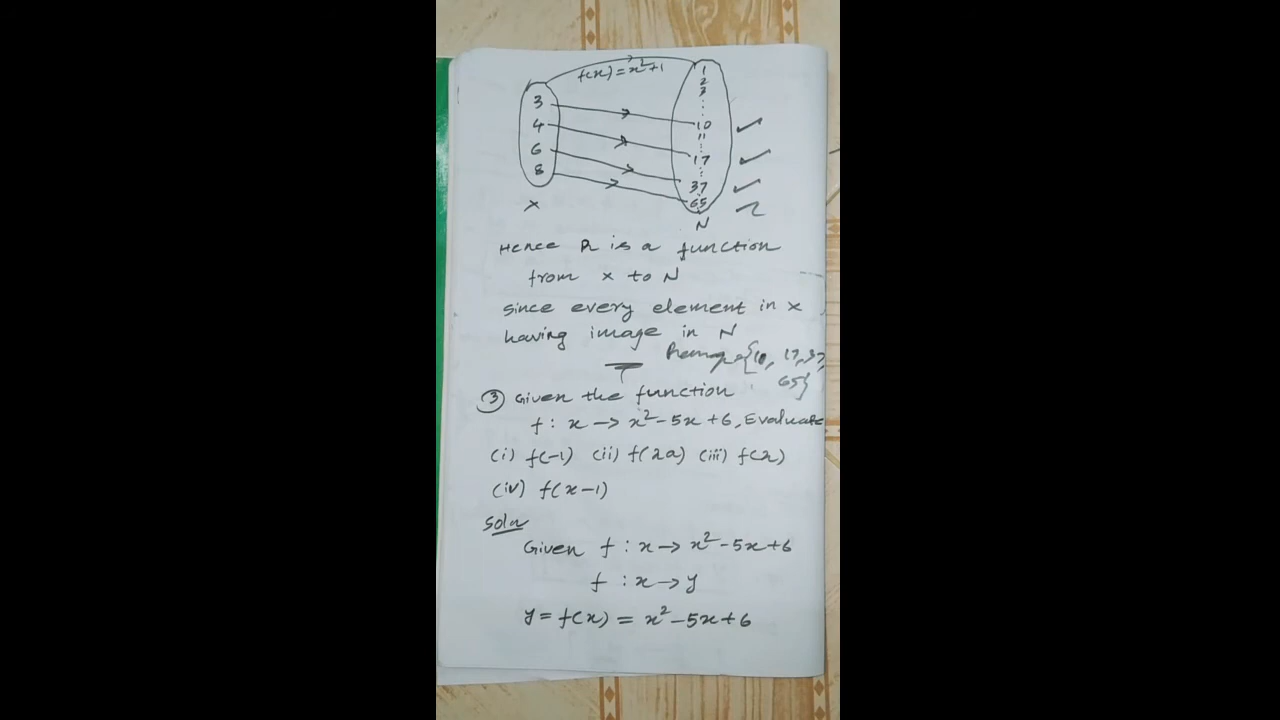 f(x) = x²+1
3
4
6
8
x
1
2
3
⋮
10
11
⋮
17
⋮
37
65
N
Hence R is a function
from x to N
since every element in x
having image in N
Range = {10, 17, 37,
65}
③ Given the function
f : x → x² - 5x + 6, Evaluate
(i) f(-1) (ii) f(2a) (iii) f(2)
(iv) f(x-1)
Soln
Given f : x → x² - 5x + 6
f : x → y
y = f(x) = x² - 5x + 6